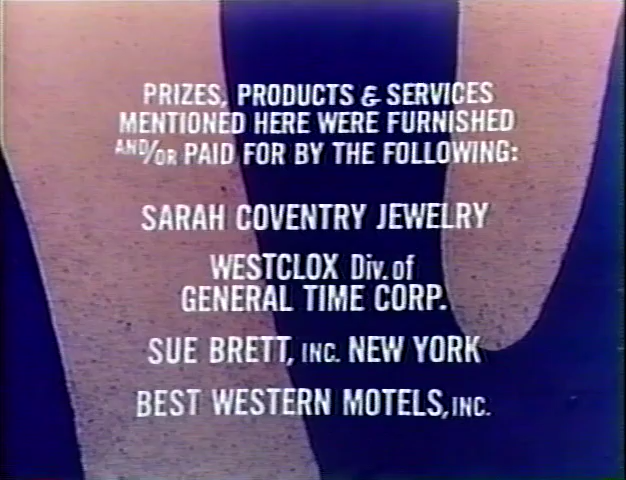 PRIZES, PRODUCTS & SERVICES
MENTIONED HERE WERE FURNISHED
AND/OR PAID FOR BY THE FOLLOWING:
SARAH COVENTRY JEWELRY
WESTCLOX Div. of
GENERAL TIME CORP.
SUE BRETT, INC. NEW YORK
BEST WESTERN MOTELS, INC.